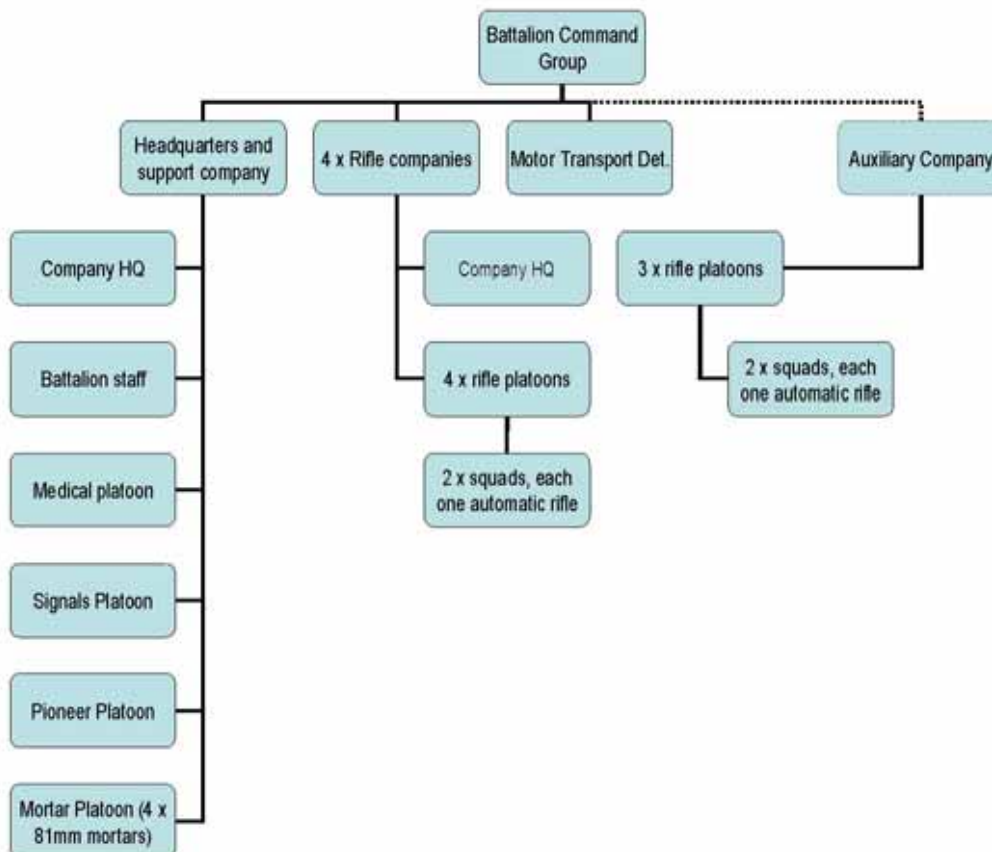 Battalion Command
Group
Headquarters and
support company
4 x Rifle companies
Motor Transport Det.
Auxiliary Company
Company HQ
Company HQ
3 x rifle platoons
Battalion staff
4 x rifle platoons
2 x squads, each
one automatic rifle
Medical platoon
2 x squads, each
one automatic rifle
Signals Platoon
Pioneer Platoon
Mortar Platoon (4 x
81mm mortars)